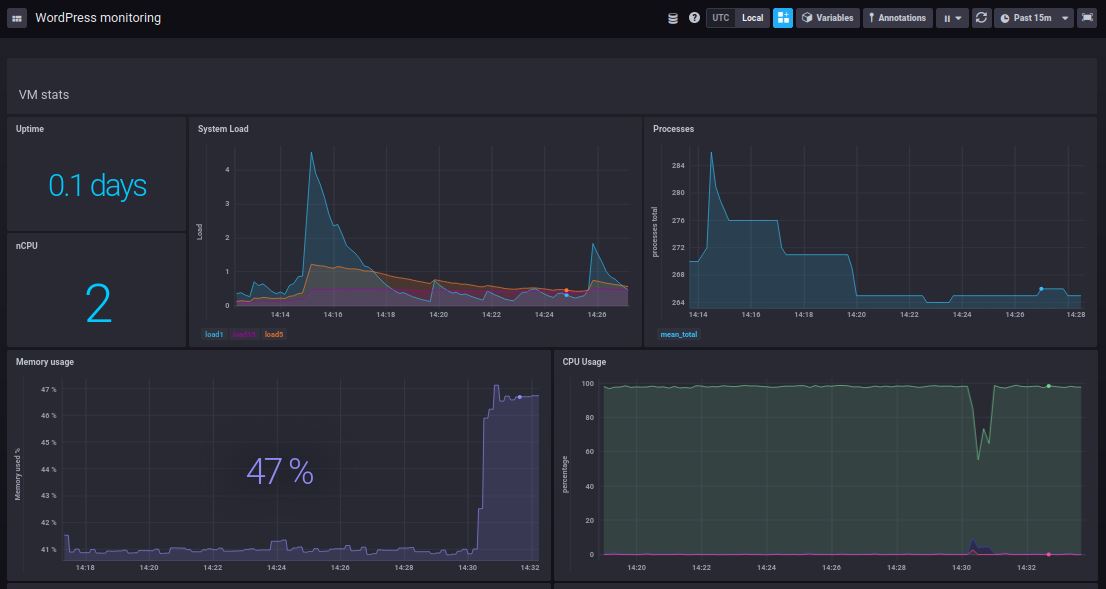 WordPress monitoring
UTC Local Variables Annotations Past 15m
VM stats
Uptime
0.1 days
nCPU
2
System Load
Load
4
3
2
1
0
14:14 14:16 14:18 14:20 14:22 14:24 14:26
load1 load15 load5
Processes
processes total
284
280
276
272
268
264
14:14 14:16 14:18 14:20 14:22 14:24 14:26 14:28
mean_total
Memory usage
Memory used %
47 %
46 %
45 %
44 %
43 %
42 %
41 %
47 %
14:18 14:20 14:22 14:24 14:26 14:28 14:30 14:32
CPU Usage
percentage
100
80
60
40
20
0
14:20 14:22 14:24 14:26 14:28 14:30 14:32